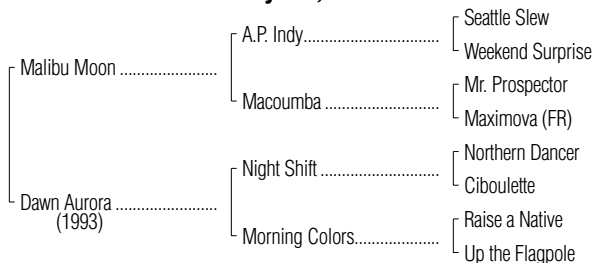 Seattle Slew
A.P. Indy
Weekend Surprise
Malibu Moon
Mr. Prospector
Macoumba
Maximova (FR)
Northern Dancer
Night Shift
Ciboulette
Dawn Aurora
(1993)
Raise a Native
Morning Colors
Up the Flagpole